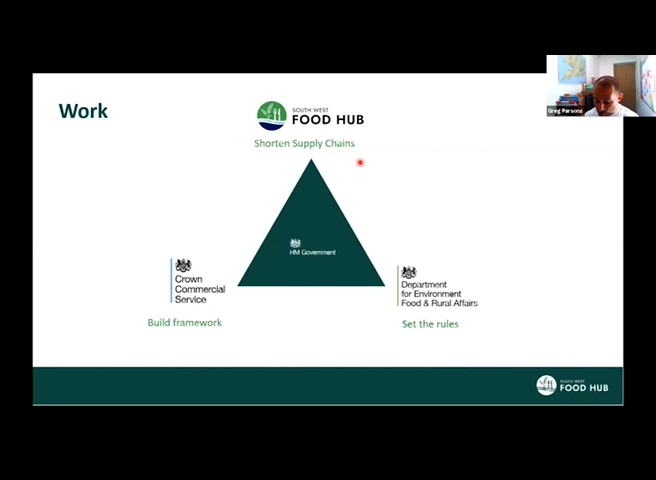 Greg Parsons
Work
SOUTH WEST
FOOD HUB
Shorten Supply Chains
HM Government
Crown
Commercial
Service
Build framework
Department
for Environment
Food & Rural Affairs
Set the rules
SOUTH WEST
FOOD HUB